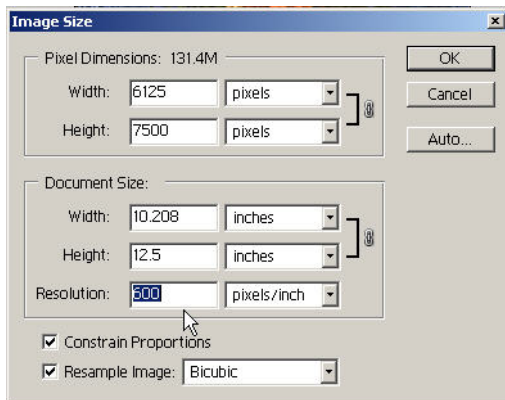 Image Size
Pixel Dimensions: 131.4M
OK
Width: 6125 pixels
Cancel
Height: 7500 pixels
Auto...
Document Size:
Width: 10.208 inches
Height: 12.5 inches
Resolution: 600 pixels/inch
Constrain Proportions
Resample Image: Bicubic